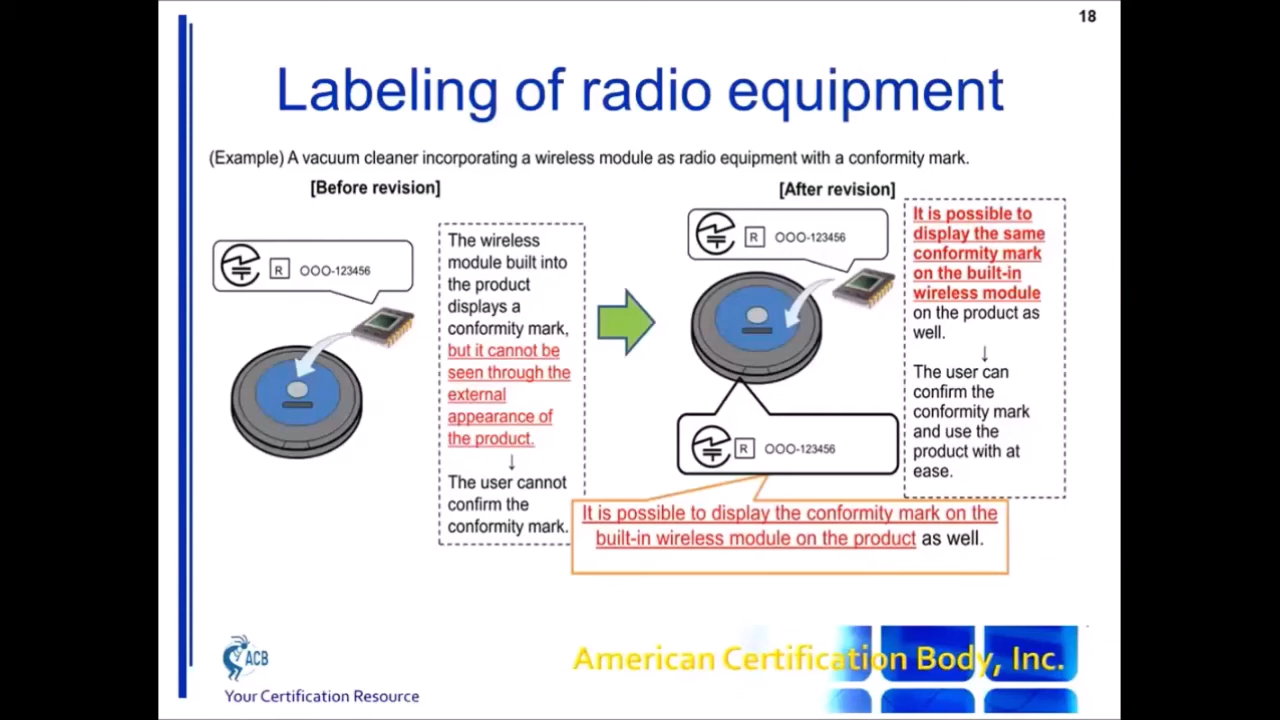 18
Labeling of radio equipment
(Example) A vacuum cleaner incorporating a wireless module as radio equipment with a conformity mark.
[Before revision]
R OOO-123456
The wireless
module built into
the product
displays a
conformity mark,
but it cannot be
seen through the
external
appearance of
the product.
↓
The user cannot
confirm the
conformity mark.
[After revision]
R OOO-123456
R OOO-123456
It is possible to
display the same
conformity mark
on the built-in
wireless module
on the product as
well.
↓
The user can
confirm the
conformity mark
and use the
product with at
ease.
It is possible to display the conformity mark on the
built-in wireless module on the product as well.
ACB
Your Certification Resource
American Certification Body, Inc.